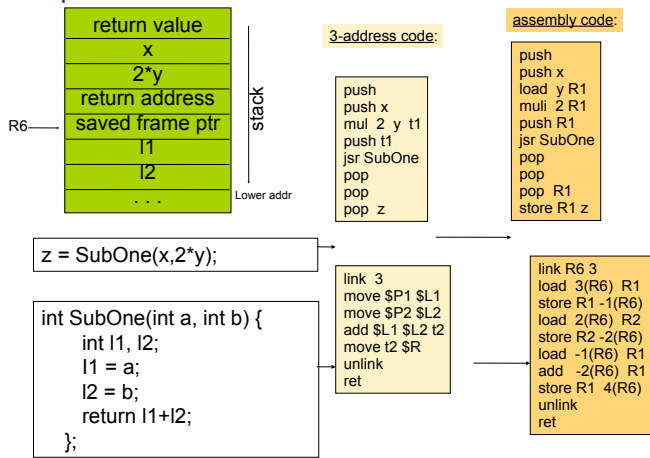 return value
x
2*y
return address
saved frame ptr
l1
l2
. . .
R6
stack
Lower addr
3-address code:
push
push x
mul 2 y t1
push t1
jsr SubOne
pop
pop
pop z
assembly code:
push
push x
load y R1
muli 2 R1
push R1
jsr SubOne
pop
pop
pop R1
store R1 z
z = SubOne(x,2*y);
int SubOne(int a, int b) {
int l1, l2;
l1 = a;
l2 = b;
return l1+l2;
};
link 3
move $P1 $L1
move $P2 $L2
add $L1 $L2 t2
move t2 $R
unlink
ret
link R6 3
load 3(R6) R1
store R1 -1(R6)
load 2(R6) R2
store R2 -2(R6)
load -1(R6) R1
add -2(R6) R1
store R1 4(R6)
unlink
ret